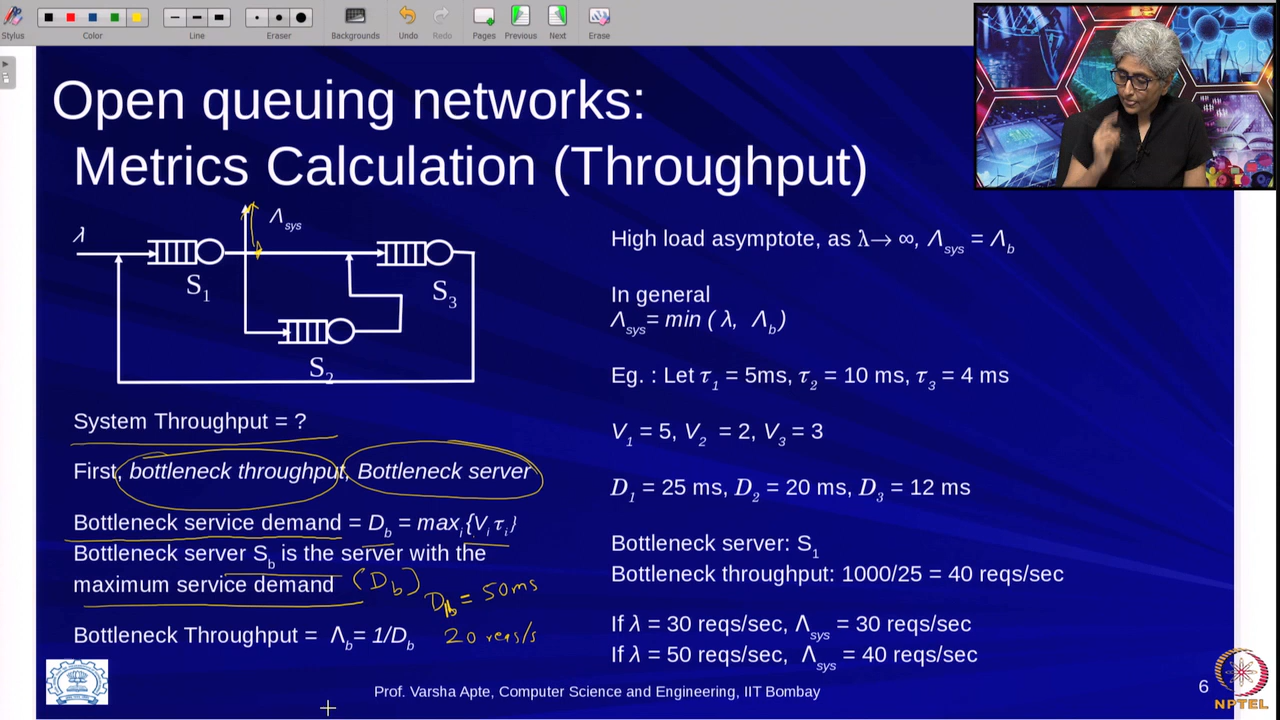 Stylus
Color
Line
Eraser
Backgrounds
Undo
Redo
Pages
Previous
Next
Erase
Open queuing networks:
Metrics Calculation (Throughput)
λ
Λsys
S1
S2
S3
System Throughput = ?
First, bottleneck throughput, Bottleneck server
Bottleneck service demand = Db = maxi{Viτi}
Bottleneck server Sb is the server with the
maximum service demand (Db)
Db = 50ms
Bottleneck Throughput = Λb= 1/Db 20 reqs/s
High load asymptote, as λ→ ∞, Λsys = Λb
In general
Λsys= min ( λ, Λb)
Eg. : Let τ1 = 5ms, τ2 = 10 ms, τ3 = 4 ms
V1 = 5, V2 = 2, V3 = 3
D1 = 25 ms, D2 = 20 ms, D3 = 12 ms
Bottleneck server: S1
Bottleneck throughput: 1000/25 = 40 reqs/sec
If λ = 30 reqs/sec, Λsys = 30 reqs/sec
If λ = 50 reqs/sec, Λsys = 40 reqs/sec
Prof. Varsha Apte, Computer Science and Engineering, IIT Bombay
6
NPTEL